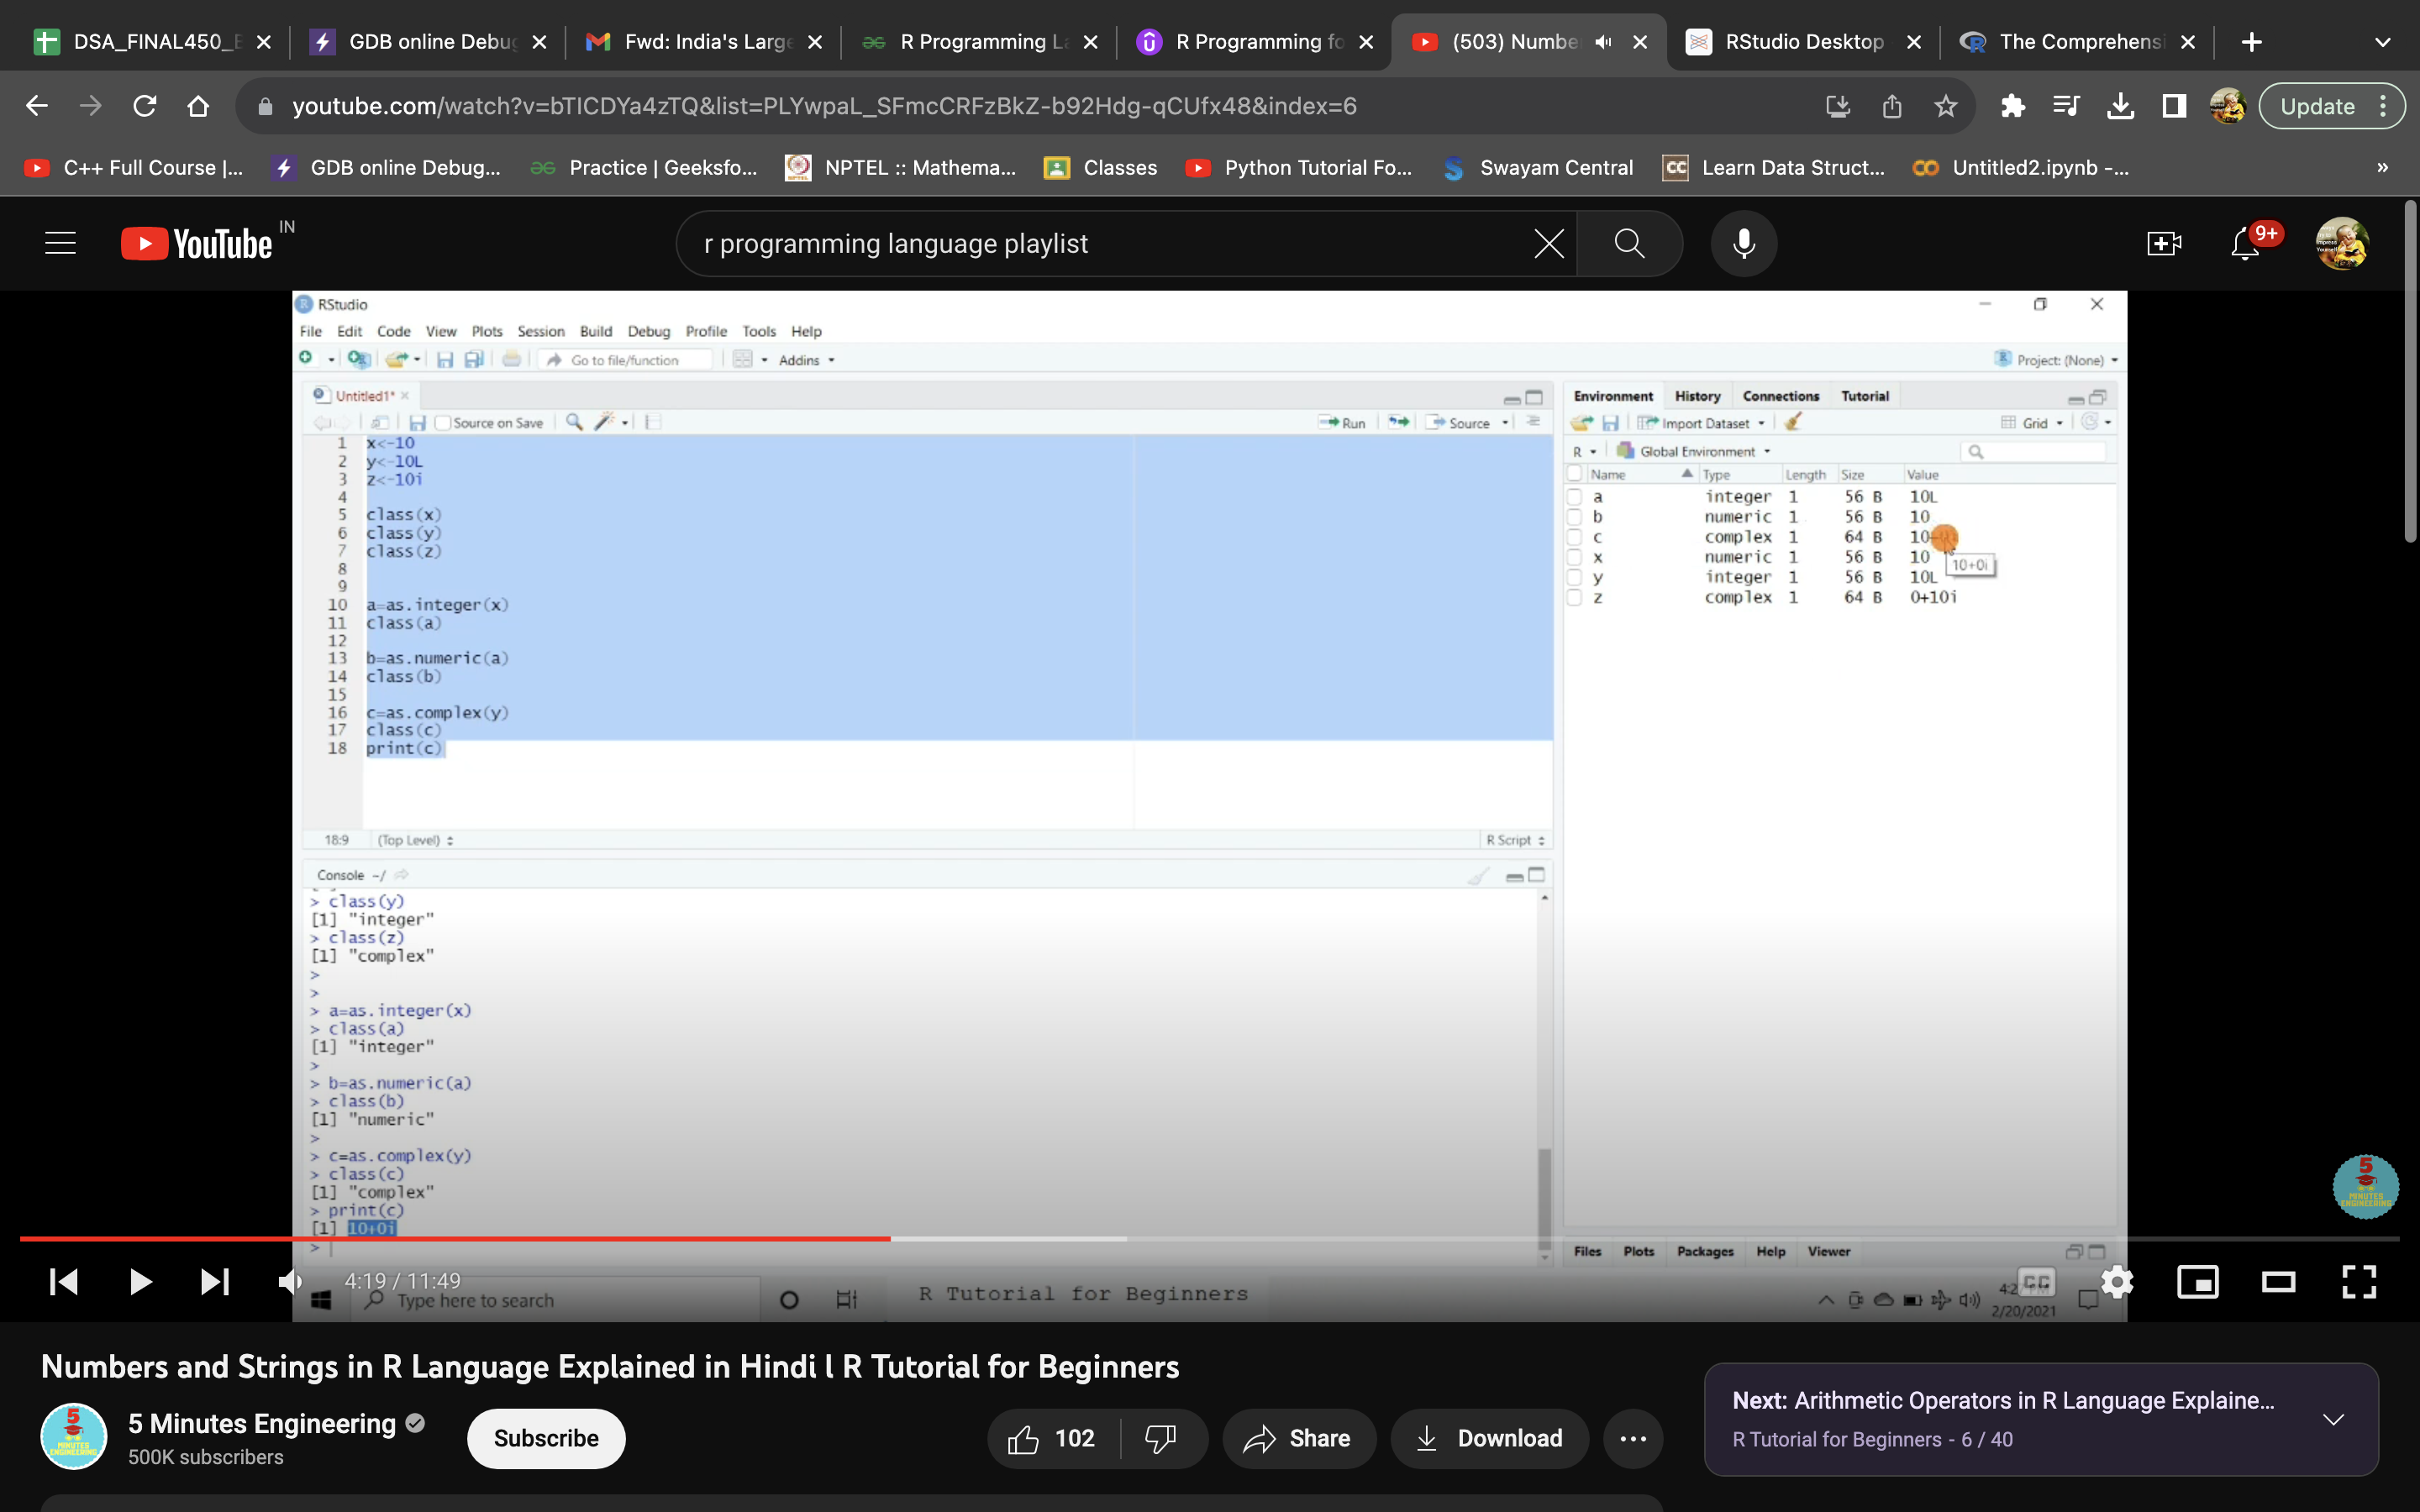 DSA_FINAL450_E
GDB online Debug
Fwd: India's Large
R Programming La
R Programming fo
(503) Numbe
RStudio Desktop
The Comprehensi
youtube.com/watch?v=bTICDYa4zTQ&list=PLYwpaL_SFmcCRFzBkZ-b92Hdg-qCUfx48&index=6
Update
C++ Full Course |...
GDB online Debug...
Practice | Geeksfo...
NPTEL :: Mathema...
Classes
Python Tutorial Fo...
Swayam Central
Learn Data Struct...
Untitled2.ipynb -...
»
YouTube IN
r programming language playlist
9+
RStudio
File Edit Code View Plots Session Build Debug Profile Tools Help
Go to file/function
Addins
Project: (None)
Untitled1*
Source on Save
Run
Source
1 x<-10
2 y<-10L
3 z<-10i
4
5 class(x)
6 class(y)
7 class(z)
8
9
10 a=as.integer(x)
11 class(a)
12
13 b=as.numeric(a)
14 class(b)
15
16 c=as.complex(y)
17 class(c)
18 print(c)
18:9 (Top Level)
R Script
Console ~/
> class(y)
[1] "integer"
> class(z)
[1] "complex"
>
>
> a=as.integer(x)
> class(a)
[1] "integer"
>
> b=as.numeric(a)
> class(b)
[1] "numeric"
>
> c=as.complex(y)
> class(c)
[1] "complex"
> print(c)
[1] 10+0i
>
Environment History Connections Tutorial
Import Dataset
Grid
R Global Environment
Name Type Length Size Value
a integer 1 56 B 10L
b numeric 1 56 B 10
c complex 1 64 B
x numeric 1 56 B 10
10+0i
y integer 1 56 B 10L
z complex 1 64 B 0+10i
Files Plots Packages Help Viewer
5
MINUTES
ENGINEERING
4:19 / 11:49
Type here to search
R Tutorial for Beginners
CC
2/20/2021
Numbers and Strings in R Language Explained in Hindi l R Tutorial for Beginners
5
MINUTES
ENGINEERING
5 Minutes Engineering
500K subscribers
Subscribe
102
Share
Download
Next: Arithmetic Operators in R Language Explaine...
R Tutorial for Beginners - 6 / 40